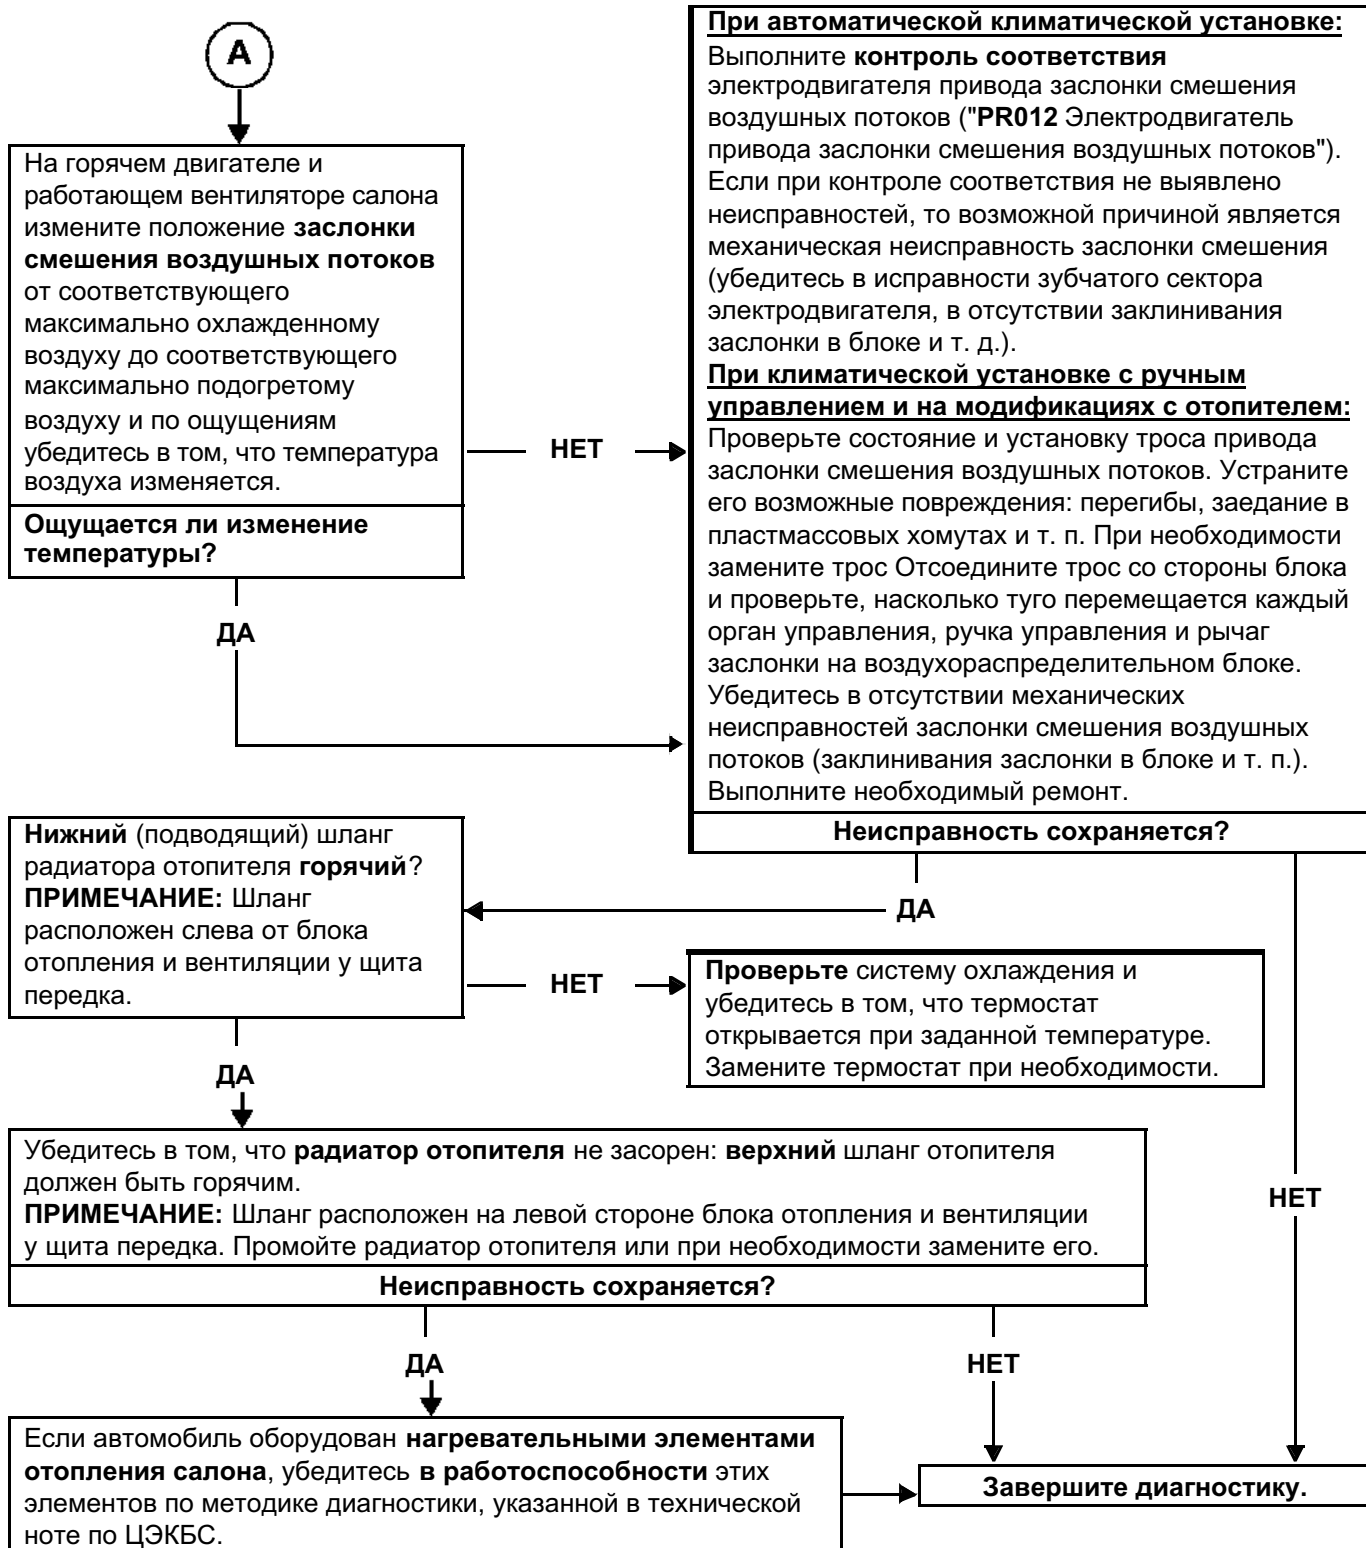 А
На горячем двигателе и
работающем вентиляторе салона
измените положение заслонки
смешения воздушных потоков
от соответствующего
максимально охлажденному
воздуху до соответствующего
максимально подогретому
воздуху и по ощущениям
убедитесь в том, что температура
воздуха изменяется.
Ощущается ли изменение
температуры?
НЕТ
ДА
При автоматической климатической установке:
Выполните контроль соответствия
электродвигателя привода заслонки смешения
воздушных потоков ("PR012 Электродвигатель
привода заслонки смешения воздушных потоков").
Если при контроле соответствия не выявлено
неисправностей, то возможной причиной является
механическая неисправность заслонки смешения
(убедитесь в исправности зубчатого сектора
электродвигателя, в отсутствии заклинивания
заслонки в блоке и т. д.).
При климатической установке с ручным
управлением и на модификациях с отопителем:
Проверьте состояние и установку троса привода
заслонки смешения воздушных потоков. Устраните
его возможные повреждения: перегибы, заедание в
пластмассовых хомутах и т. п. При необходимости
замените трос Отсоедините трос со стороны блока
и проверьте, насколько туго перемещается каждый
орган управления, ручка управления и рычаг
заслонки на воздухораспределительном блоке.
Убедитесь в отсутствии механических
неисправностей заслонки смешения воздушных
потоков (заклинивания заслонки в блоке и т. п.).
Выполните необходимый ремонт.
Неисправность сохраняется?
ДА
НЕТ
Нижний (подводящий) шланг
радиатора отопителя горячий?
ПРИМЕЧАНИЕ: Шланг
расположен слева от блока
отопления и вентиляции у щита
передка.
НЕТ
ДА
Проверьте систему охлаждения и
убедитесь в том, что термостат
открывается при заданной температуре.
Замените термостат при необходимости.
Убедитесь в том, что радиатор отопителя не засорен: верхний шланг отопителя
должен быть горячим.
ПРИМЕЧАНИЕ: Шланг расположен на левой стороне блока отопления и вентиляции
у щита передка. Промойте радиатор отопителя или при необходимости замените его.
Неисправность сохраняется?
ДА
НЕТ
Если автомобиль оборудован нагревательными элементами
отопления салона, убедитесь в работоспособности этих
элементов по методике диагностики, указанной в технической
ноте по ЦЭКБС.
Завершите диагностику.